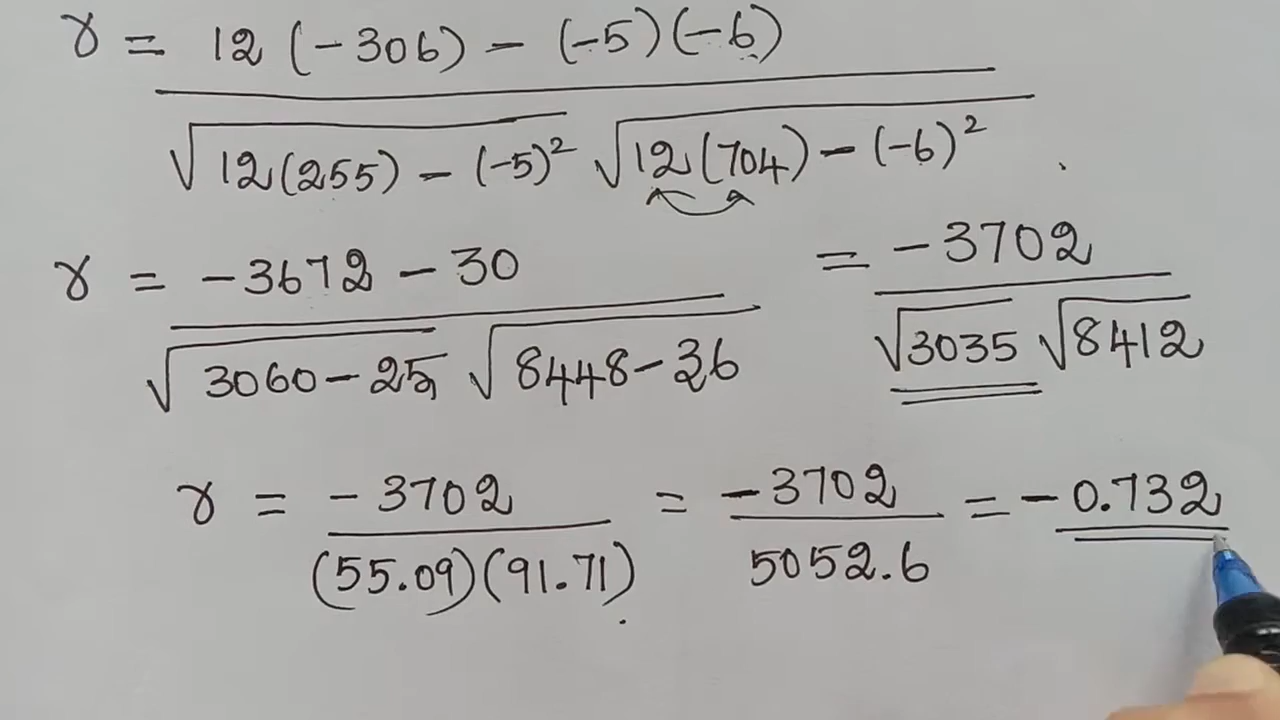 r = 12(-306) - (-5)(-6)
√12(255) - (-5)² √12(704) - (-6)²
r = -3672 - 30 = -3702
√3060 - 25 √8448 - 36 √3035 √8412
r = -3702 = -3702 = -0.732
(55.09)(91.71) 5052.6